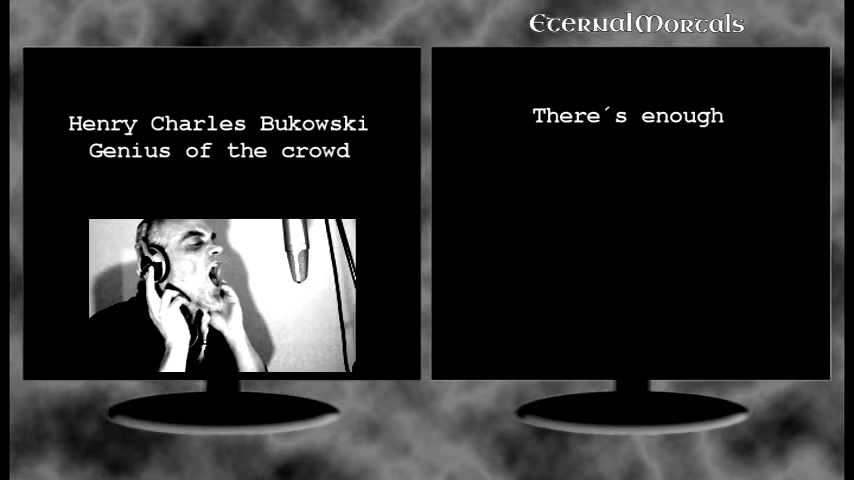 EternalMortals
Henry Charles Bukowski
Genius of the crowd
There´s enough